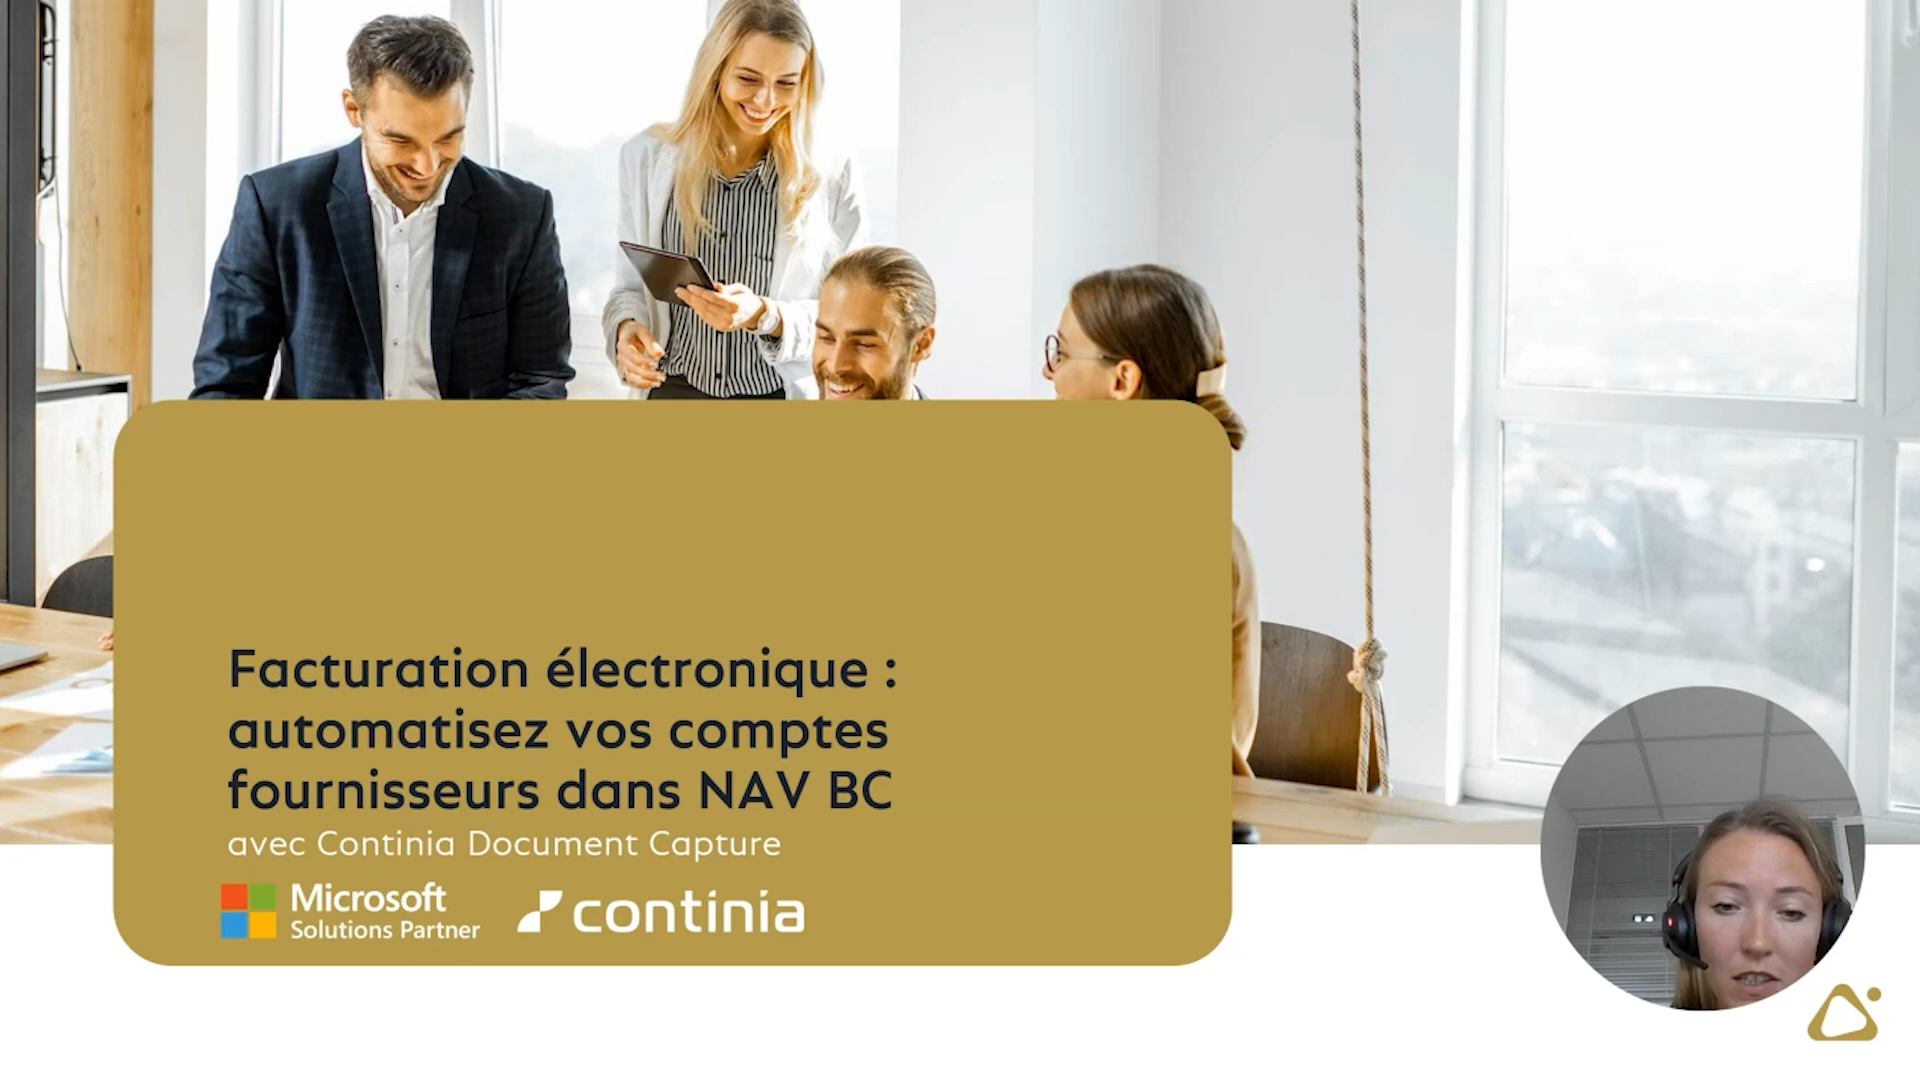 Facturation électronique :
automatisez vos comptes
fournisseurs dans NAV BC
avec Continia Document Capture
Microsoft
Solutions Partner
continia